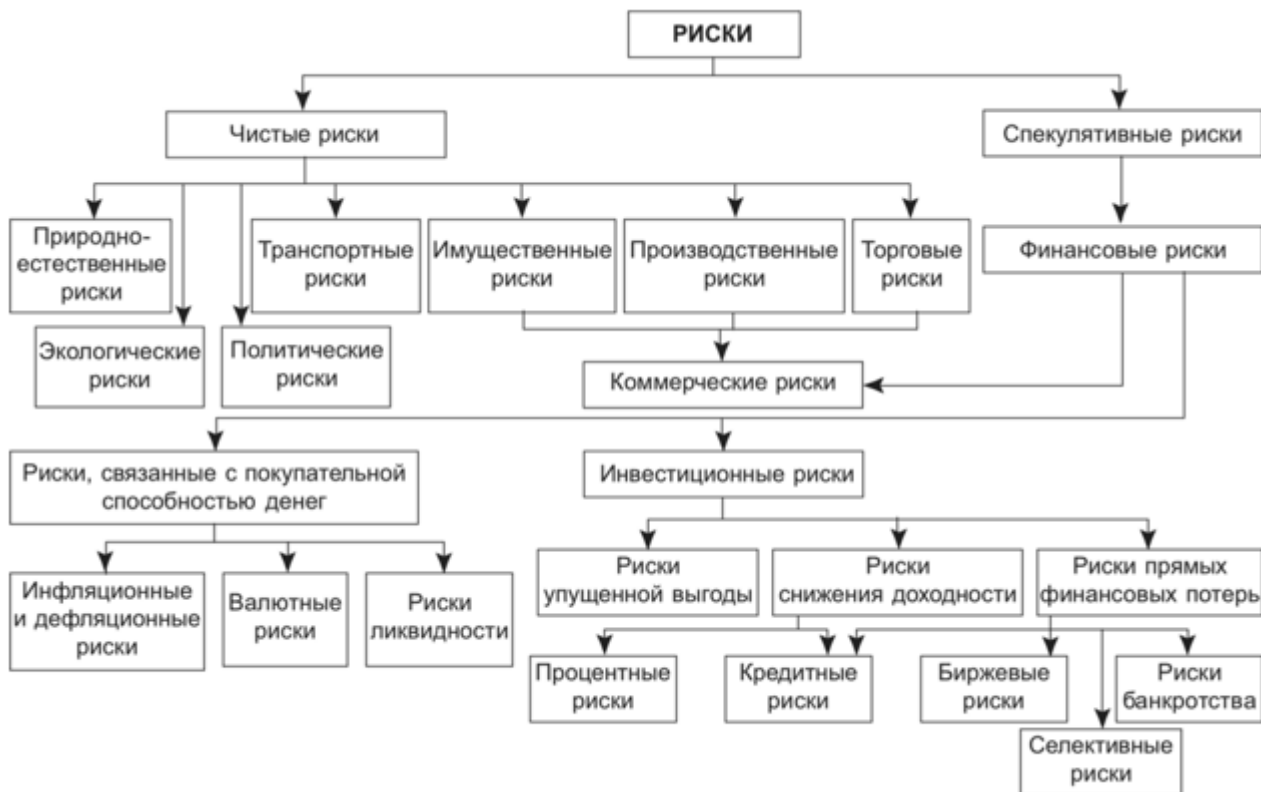 РИСКИ
Чистые риски
Спекулятивные риски
Природно-
естественные
риски
Транспортные
риски
Имущественные
риски
Производственные
риски
Торговые
риски
Финансовые риски
Экологические
риски
Политические
риски
Коммерческие риски
Риски, связанные с покупательной
способностью денег
Инвестиционные риски
Инфляционные
и дефляционные
риски
Валютные
риски
Риски
ликвидности
Риски
упущенной выгоды
Риски
снижения доходности
Риски прямых
финансовых потерь
Процентные
риски
Кредитные
риски
Биржевые
риски
Риски
банкротства
Селективные
риски